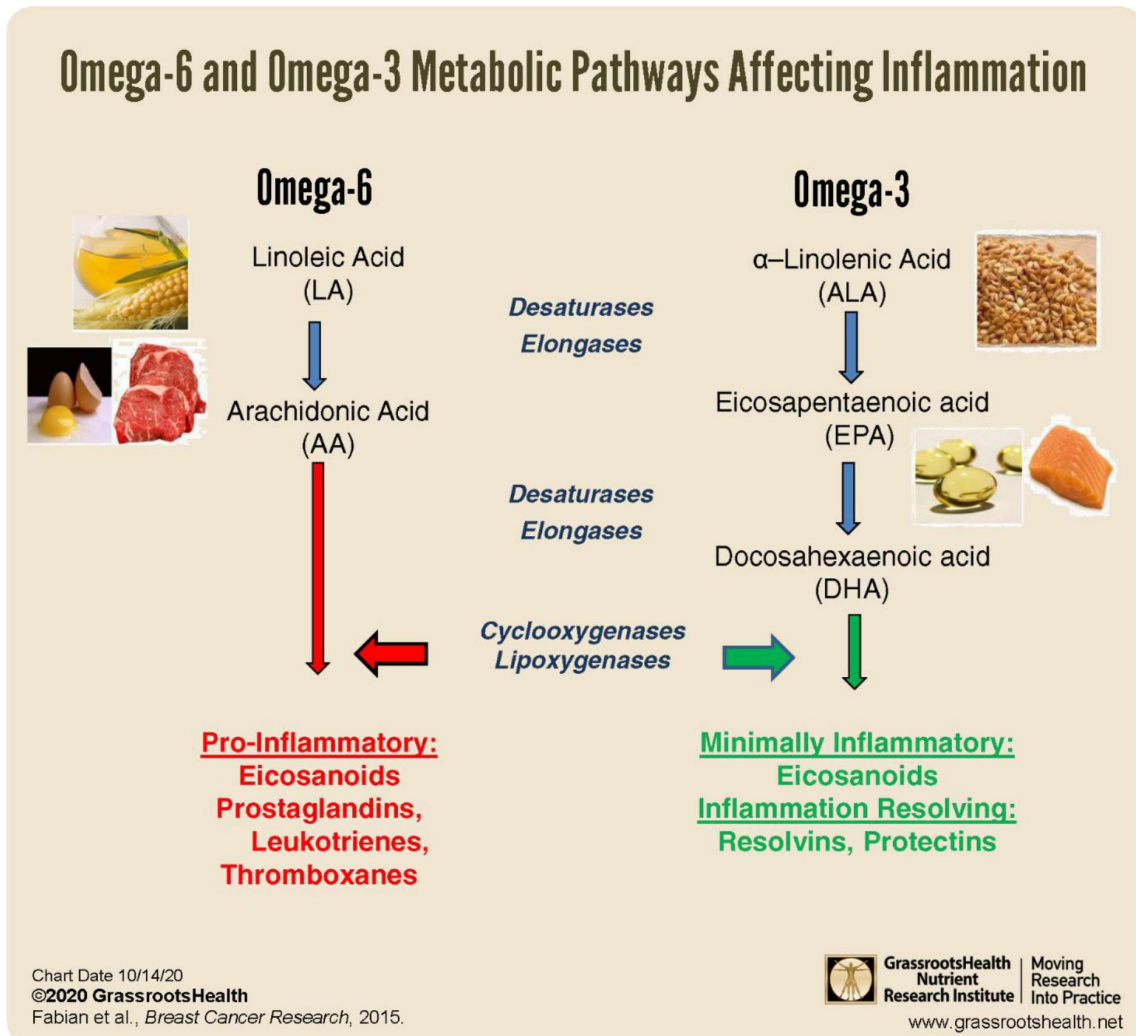 Omega-6 and Omega-3 Metabolic Pathways Affecting Inflammation
Omega-6
Linoleic Acid
(LA)
Arachidonic Acid
(AA)
Desaturases
Elongases
Desaturases
Elongases
Cyclooxygenases
Lipoxygenases
Omega-3
α–Linolenic Acid
(ALA)
Eicosapentaenoic acid
(EPA)
Docosahexaenoic acid
(DHA)
Pro-Inflammatory:
Eicosanoids
Prostaglandins,
Leukotrienes,
Thromboxanes
Minimally Inflammatory:
Eicosanoids
Inflammation Resolving:
Resolvins, Protectins
Chart Date 10/14/20
©2020 GrassrootsHealth
Fabian et al., Breast Cancer Research, 2015.
GrassrootsHealth
Nutrient
Research Institute
Moving
Research
Into Practice
www.grassrootshealth.net